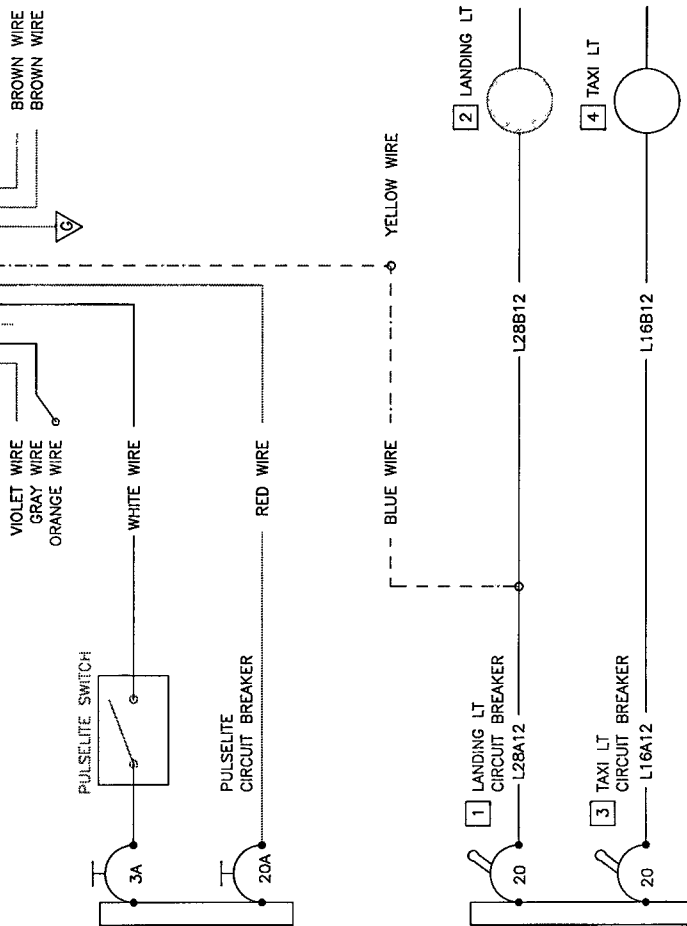 BROWN WIRE
BROWN WIRE
G
VIOLET WIRE
GRAY WIRE
ORANGE WIRE
WHITE WIRE
PULSELITE SWITCH
3A
RED WIRE
PULSELITE
CIRCUIT BREAKER
20A
YELLOW WIRE
BLUE WIRE
1 LANDING LT
CIRCUIT BREAKER
L28A12
20
L28B12
2 LANDING LT
3 TAXI LT
CIRCUIT BREAKER
L16A12
20
L16B12
4 TAXI LT